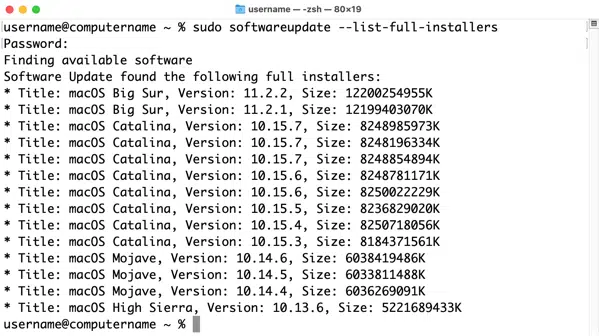 username — -zsh — 80×19
username@computername ~ % sudo softwareupdate --list-full-installers
Password:
Finding available software
Software Update found the following full installers:
* Title: macOS Big Sur, Version: 11.2.2, Size: 12200254955K
* Title: macOS Big Sur, Version: 11.2.1, Size: 12199403070K
* Title: macOS Catalina, Version: 10.15.7, Size: 8248985973K
* Title: macOS Catalina, Version: 10.15.7, Size: 8248196334K
* Title: macOS Catalina, Version: 10.15.7, Size: 8248854894K
* Title: macOS Catalina, Version: 10.15.6, Size: 8248781171K
* Title: macOS Catalina, Version: 10.15.6, Size: 8250022229K
* Title: macOS Catalina, Version: 10.15.5, Size: 8236829020K
* Title: macOS Catalina, Version: 10.15.4, Size: 8250718056K
* Title: macOS Catalina, Version: 10.15.3, Size: 8184371561K
* Title: macOS Mojave, Version: 10.14.6, Size: 6038419486K
* Title: macOS Mojave, Version: 10.14.5, Size: 6033811488K
* Title: macOS Mojave, Version: 10.14.4, Size: 6036269091K
* Title: macOS High Sierra, Version: 10.13.6, Size: 5221689433K
username@computername ~ %